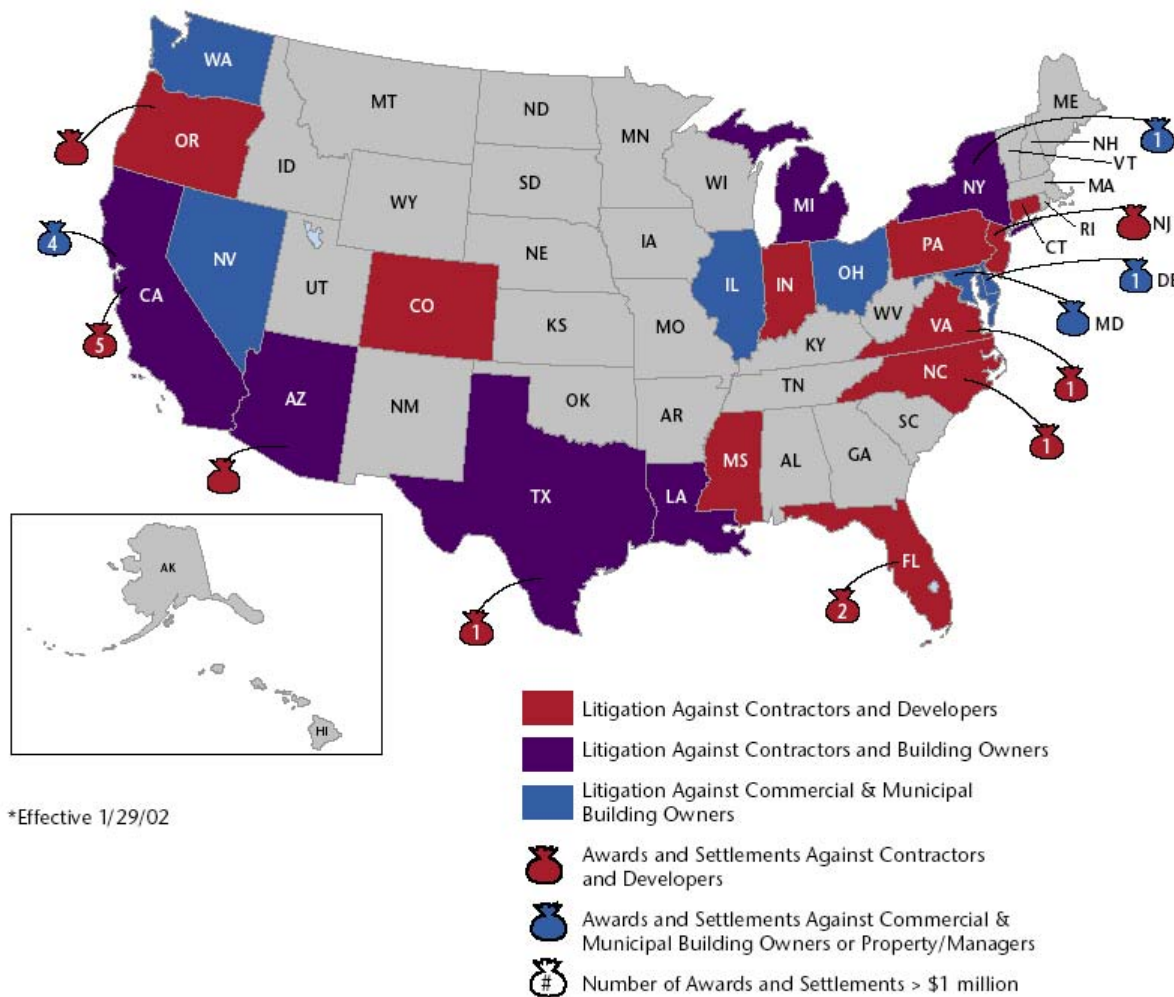 WA
MT
ND
MN
ME
OR
ID
SD
WI
MI
NY
1
NH
VT
MA
WY
RI
NJ
4
NV
NE
IA
PA
CT
CA
UT
CO
IL
IN
OH
1
DE
WV
MD
5
KS
MO
KY
VA
AZ
NM
OK
AR
TN
NC
1
SC
1
MS
AL
GA
TX
LA
1
2
FL
AK
HI
Litigation Against Contractors and Developers
Litigation Against Contractors and Building Owners
Litigation Against Commercial & Municipal
Building Owners
*Effective 1/29/02
Awards and Settlements Against Contractors
and Developers
Awards and Settlements Against Commercial &
Municipal Building Owners or Property/Managers
# Number of Awards and Settlements > $1 million